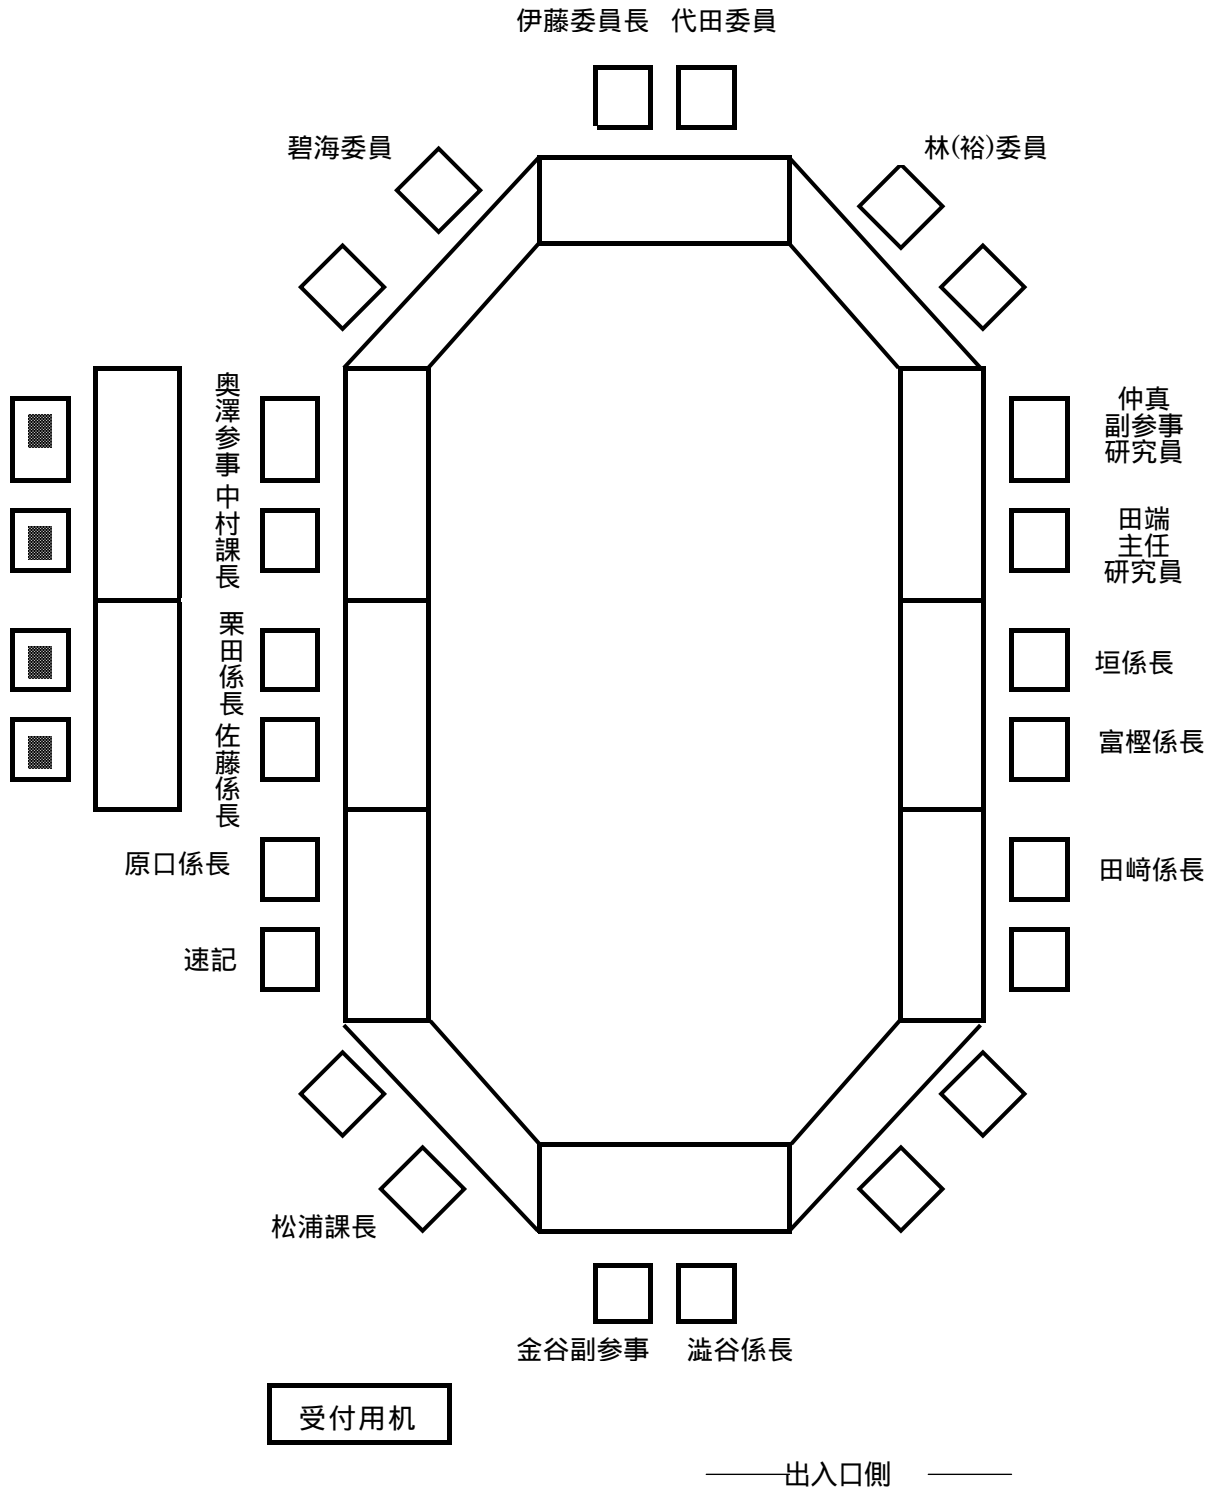 伊藤委員長 代田委員
碧海委員
林(裕)委員
奥澤参事
中村課長
栗田係長
佐藤係長
原口係長
速記
仲真
副参事
研究員
田端
主任
研究員
垣係長
富樫係長
田﨑係長
松浦課長
金谷副参事 澁谷係長
受付用机
出入口側